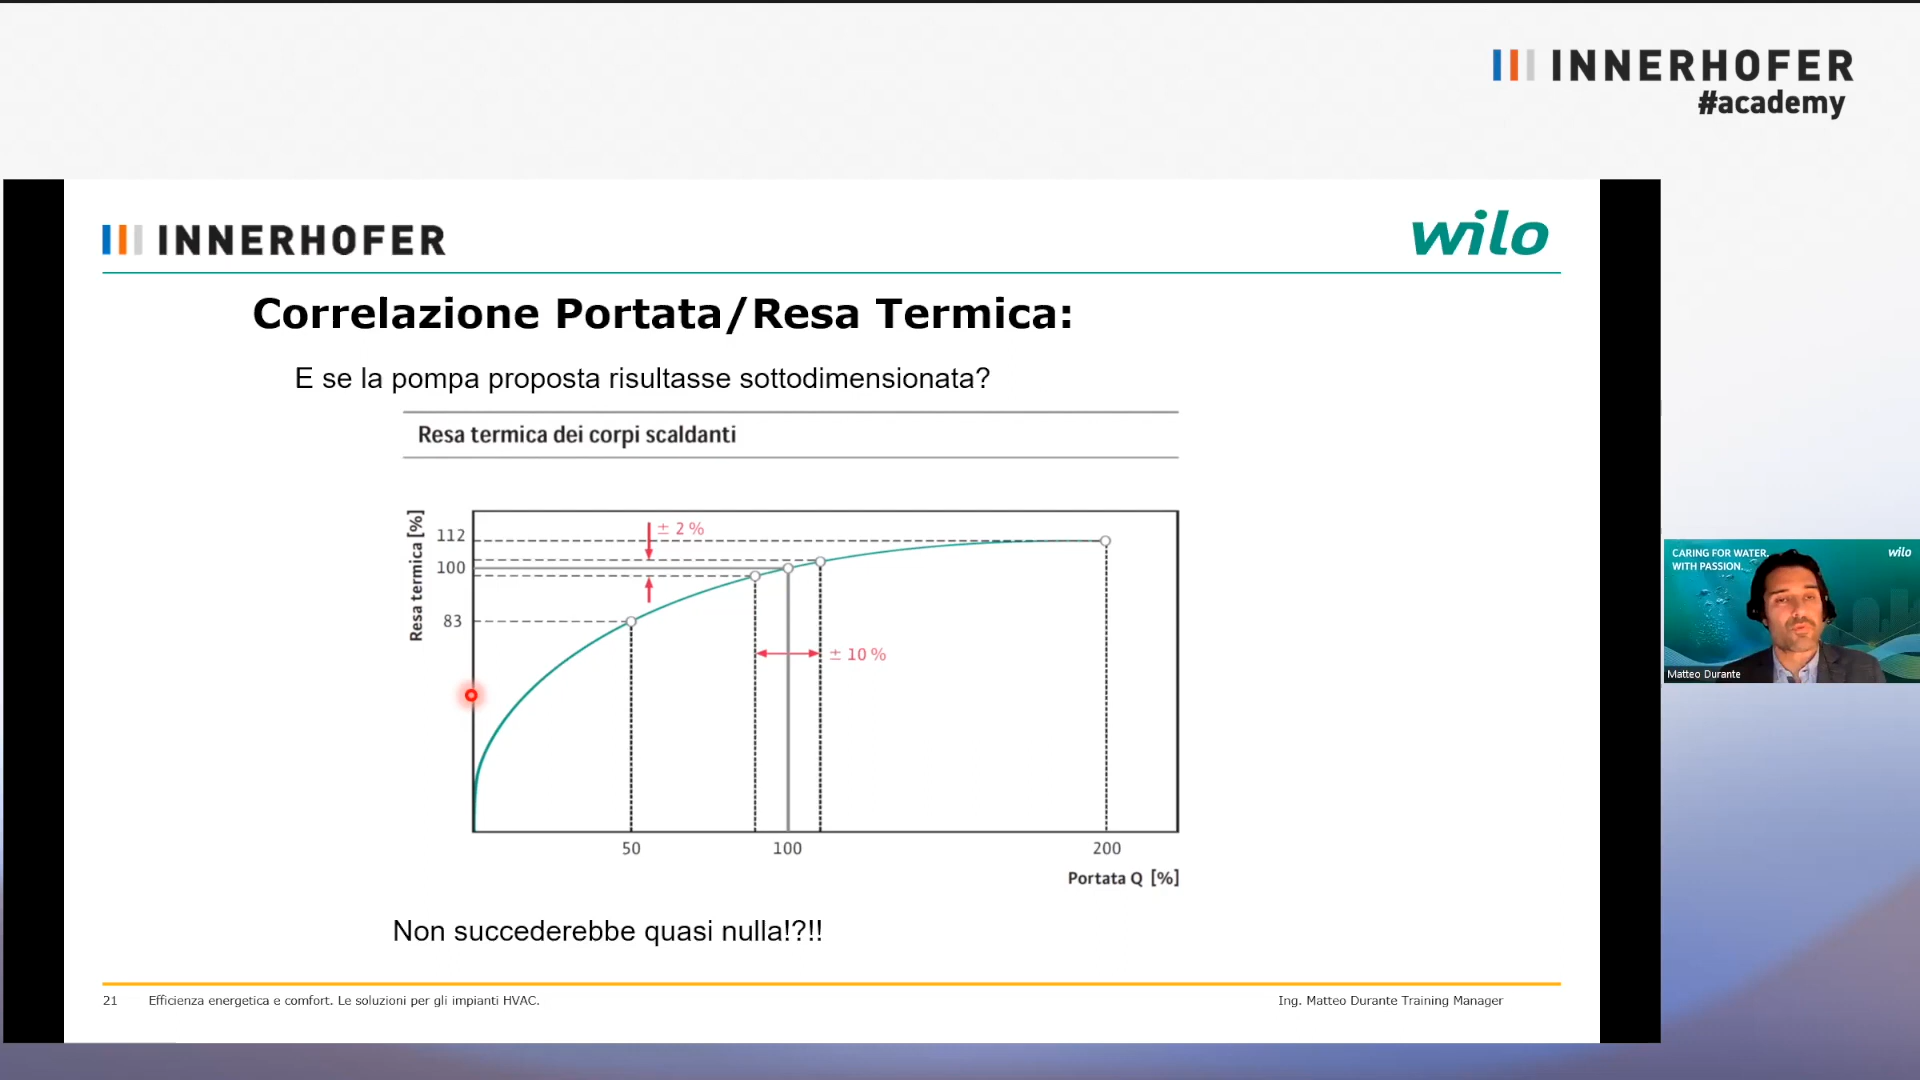 INNERHOFER
#academy
INNERHOFER
wilo
Correlazione Portata/Resa Termica:
E se la pompa proposta risultasse sottodimensionata?
Resa termica dei corpi scaldanti
Resa termica [%]
112
100
83
± 2 %
± 10 %
50
100
200
Portata Q [%]
Non succederebbe quasi nulla!?!!
21
Efficienza energetica e comfort. Le soluzioni per gli impianti HVAC.
Ing. Matteo Durante Training Manager
CARING FOR WATER,
WITH PASSION.
wilo
Matteo Durante